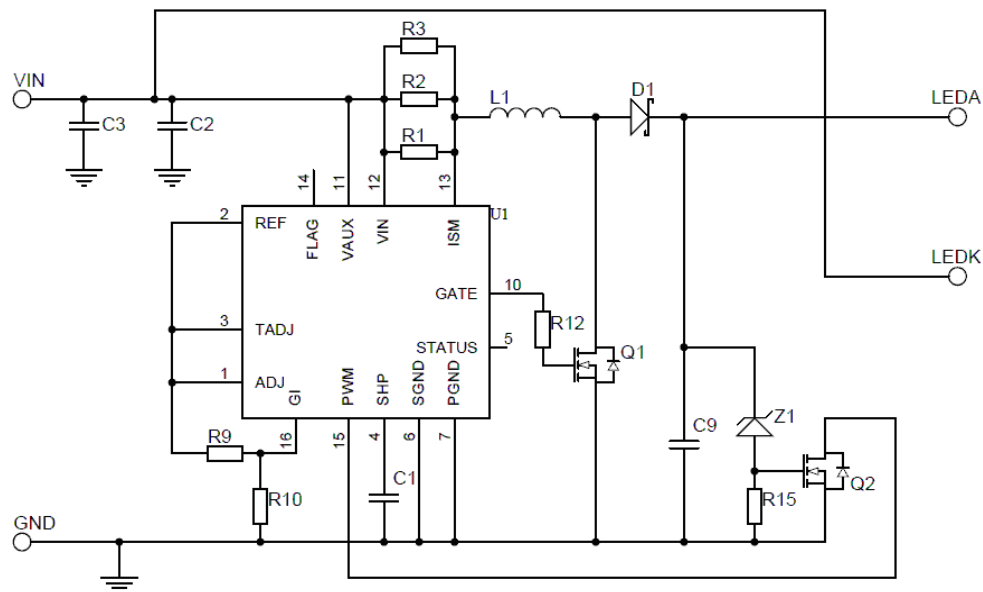 R3
VIN
R2
D1
L1
LEDA
C3
C2
R1
14
11
12
13
U1
2
REF
FLAG
VAUX
VIN
ISM
LEDK
GATE
10
R12
3
TADJ
STATUS
5
Q1
1
ADJ
GI
PWM
SHP
SGND
PGND
R9
16
15
4
6
7
C9
Z1
C1
R10
R15
Q2
GND